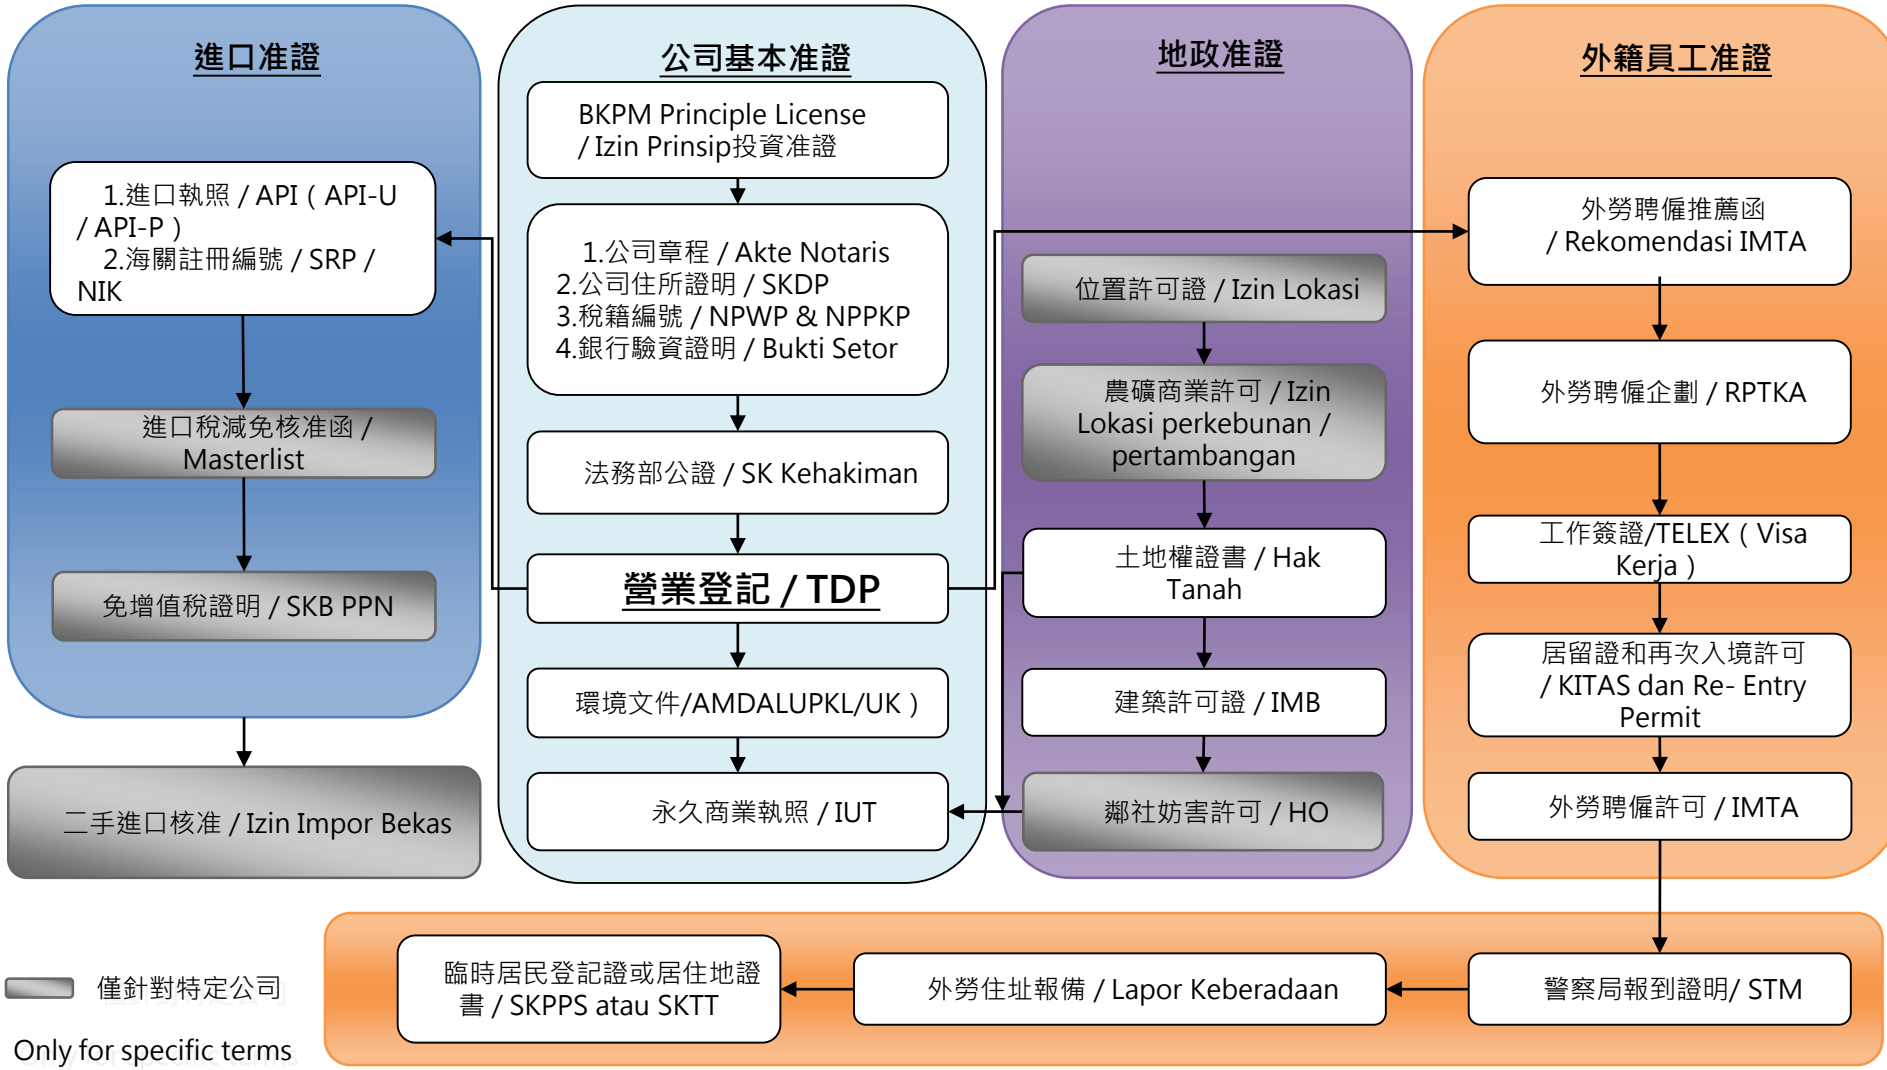 進口准證
1.進口執照 / API ( API-U
/ API-P )
2.海關註冊編號 / SRP /
NIK
進口稅減免核准函 /
Masterlist
免增值稅證明 / SKB PPN
二手進口核准 / Izin Impor Bekas
公司基本准證
BKPM Principle License
/ Izin Prinsip投資准證
1.公司章程 / Akte Notaris
2.公司住所證明 / SKDP
3.稅籍編號 / NPWP & NPPKP
4.銀行驗資證明 / Bukti Setor
法務部公證 / SK Kehakiman
營業登記 / TDP
環境文件/AMDALUPKL/UK )
永久商業執照 / IUT
地政准證
位置許可證 / Izin Lokasi
農礦商業許可 / Izin
Lokasi perkebunan /
pertambangan
土地權證書 / Hak
Tanah
建築許可證 / IMB
鄰社妨害許可 / HO
外籍員工准證
外勞聘僱推薦函
/ Rekomendasi IMTA
外勞聘僱企劃 / RPTKA
工作簽證/TELEX ( Visa
Kerja )
居留證和再次入境許可
/ KITAS dan Re- Entry
Permit
外勞聘僱許可 / IMTA
警察局報到證明/ STM
外勞住址報備 / Lapor Keberadaan
臨時居民登記證或居住地證
書 / SKPPS atau SKTT
僅針對特定公司
Only for specific terms